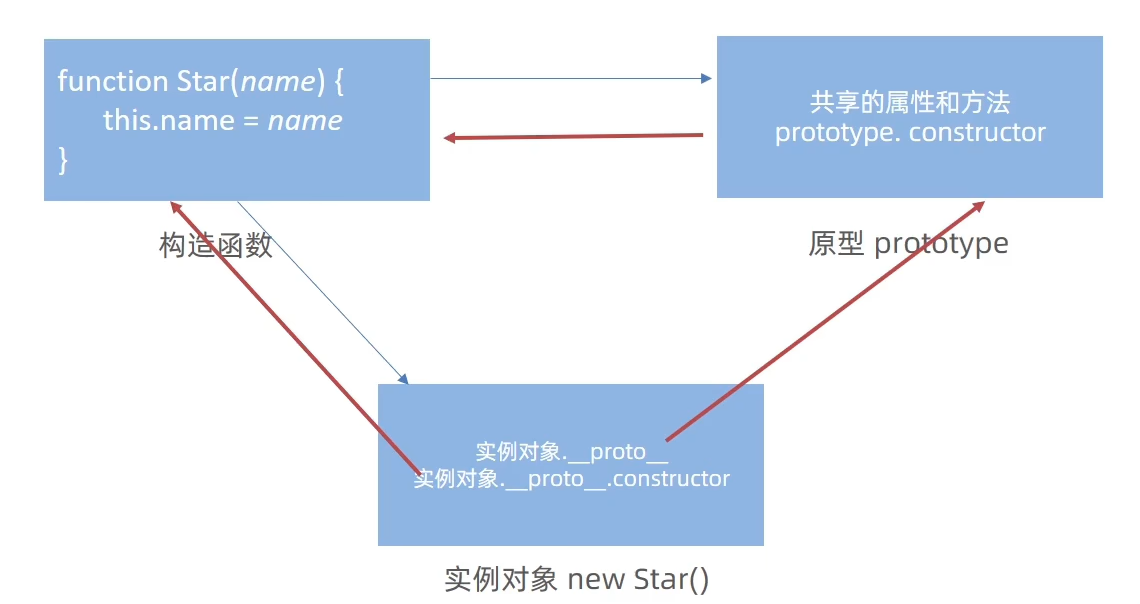 function Star(name) {
this.name = name
}
共享的属性和方法
prototype. constructor
构造函数
原型 prototype
实例对象.__proto__
实例对象.__proto__.constructor
实例对象 new Star()